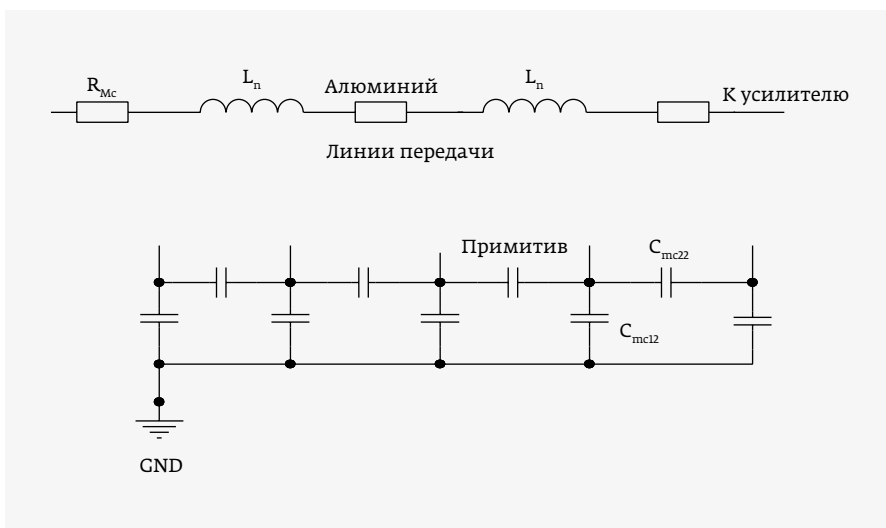 R_Mc
L_n
Алюминий
L_n
К усилителю
Линии передачи
Примитив
C_mc22
C_mc12
GND